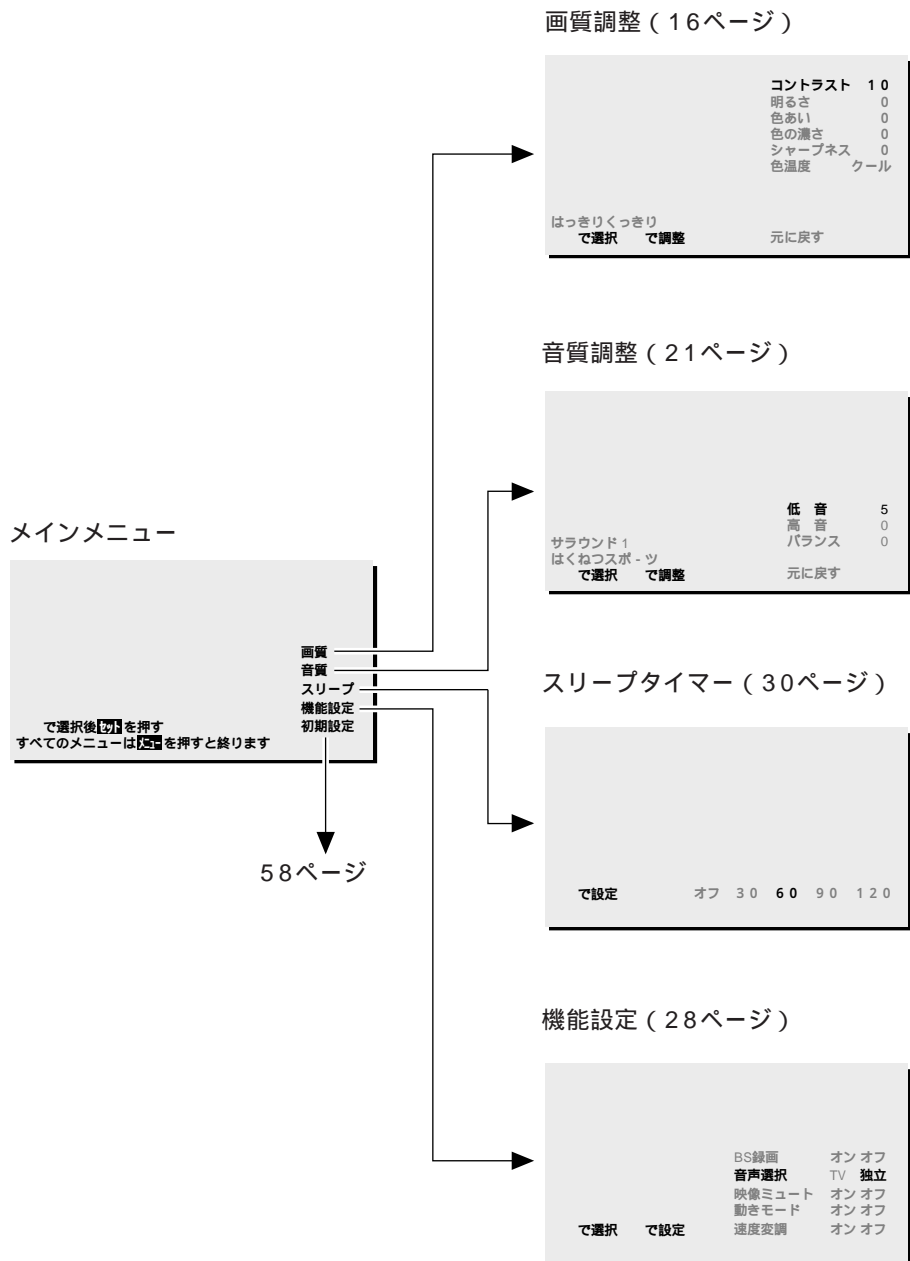 画質調整(16ページ)
コントラスト 10
明るさ 0
色あい 0
色の濃さ 0
シャープネス 0
色温度 クール
はっきりくっきり
で選択 で調整 元に戻す
音質調整(21ページ)
低 音 5
高 音 0
バランス 0
サラウンド1
はくねつスポ-ツ
で選択 で調整 元に戻す
メインメニュー
画質
音質
スリープ
機能設定
初期設定
で選択後セットを押す
すべてのメニューはメニューを押すと終ります
58ページ
スリープタイマー(30ページ)
で設定 オフ 30 60 90 120
機能設定(28ページ)
BS録画 オン オフ
音声選択 TV 独立
映像ミュート オン オフ
動きモード オン オフ
速度変調 オン オフ
で選択 で設定